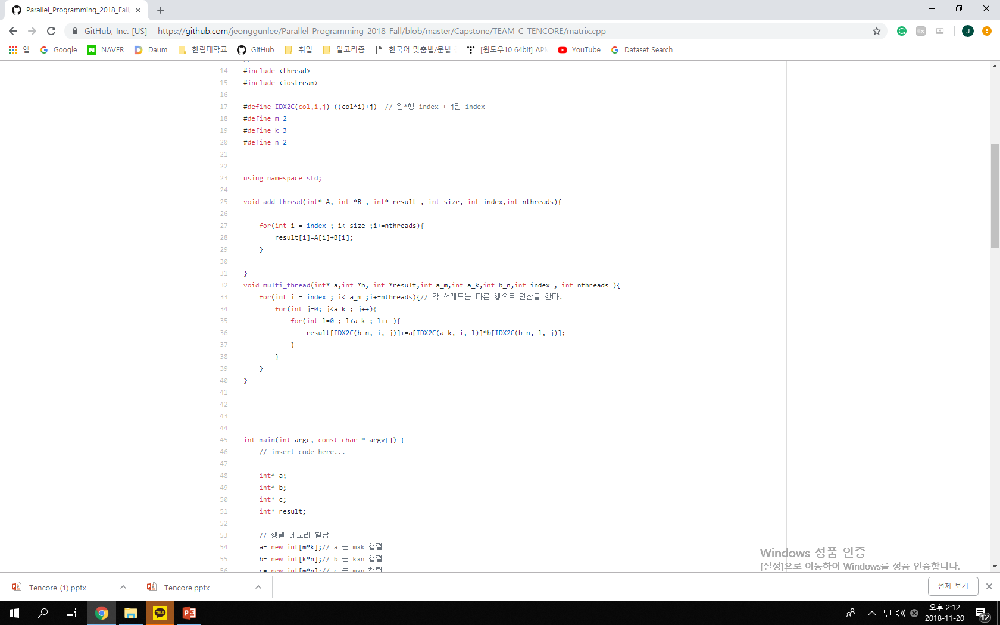 Parallel_Programming_2018_Fall
GitHub, Inc. [US] | https://github.com/jeonggunlee/Parallel_Programming_2018_Fall/blob/master/Capstone/TEAM_C_TENCORE/matrix.cpp
앱 Google NAVER Daum 한림대학교 GitHub 취업 알고리즘 한국어 맞춤법/문법 [윈도우10 64bit] APM YouTube Dataset Search
14 #include <thread>
15 #include <iostream>
16
17 #define IDX2C(col,i,j) ((col*i)+j) // 열*행 index + j열 index
18 #define m 2
19 #define k 3
20 #define n 2
21
22
23 using namespace std;
24
25 void add_thread(int* A, int *B , int* result , int size, int index,int nthreads){
26
27 for(int i = index ; i< size ;i+=nthreads){
28 result[i]=A[i]+B[i];
29 }
30
31 }
32 void multi_thread(int* a,int *b, int *result,int a_m,int a_k,int b_n,int index , int nthreads ){
33 for(int i = index ; i< a_m ;i+=nthreads){// 각 쓰레드는 다른 행으로 연산을 한다.
34 for(int j=0; j<a_k ; j++){
35 for(int l=0 ; l<a_k ; l++ ){
36 result[IDX2C(b_n, i, j)]+=a[IDX2C(a_k, i, l)]*b[IDX2C(b_n, l, j)];
37 }
38 }
39 }
40 }
41
42
43
44
45 int main(int argc, const char * argv[]) {
46 // insert code here...
47
48 int* a;
49 int* b;
50 int* c;
51 int* result;
52
53 // 행렬 메모리 할당
54 a= new int[m*k];// a 는 mxk 행렬
55 b= new int[k*n];// b 는 kxn 행렬
56 c= new int[m*n];// c 는 mxn 행렬
Windows 정품 인증
[설정]으로 이동하여 Windows를 정품 인증합니다.
Tencore (1).pptx Tencore.pptx 전체 보기
TALK
오후 2:12
2018-11-20
12